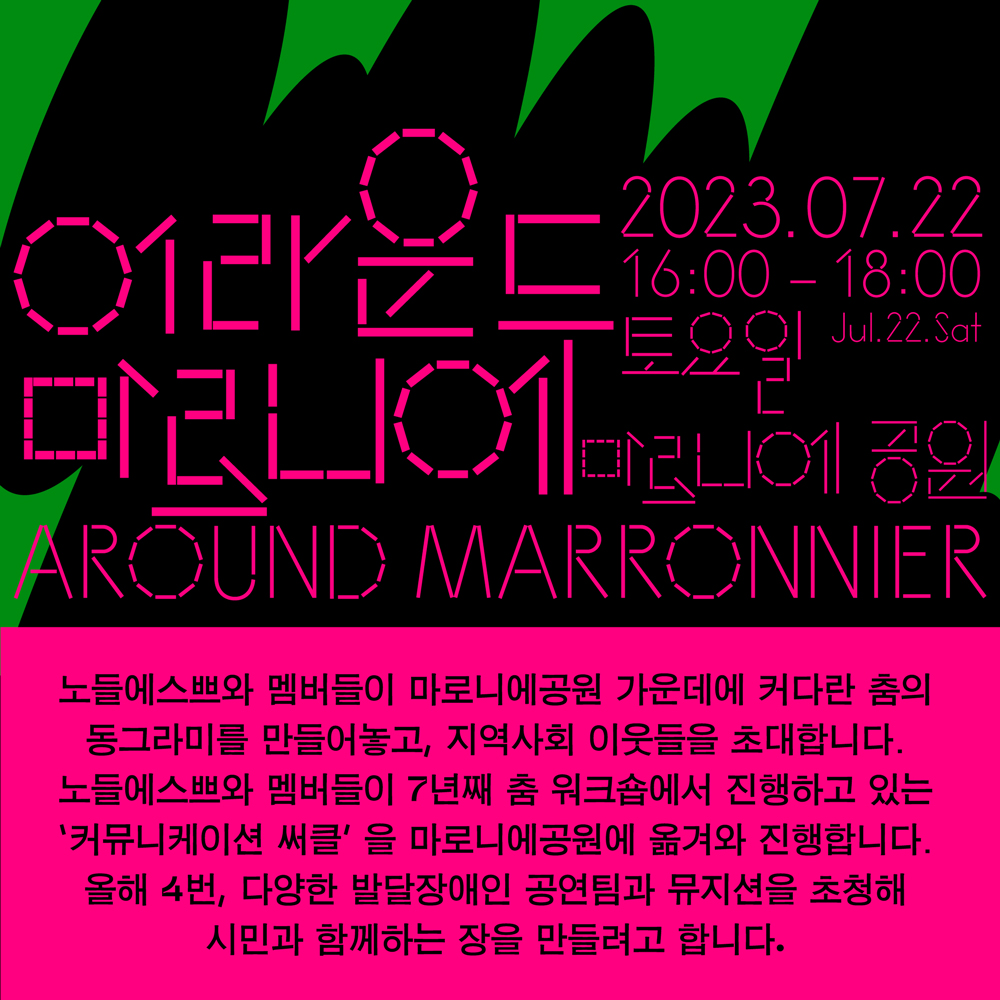 어라운드
마로니에
2023.07.22
16:00 – 18:00
토요일 Jul.22.Sat
마로니에 공원
AROUND MARRONNIER
노들에스쁘와 멤버들이 마로니에공원 가운데에 커다란 춤의
동그라미를 만들어놓고, 지역사회 이웃들을 초대합니다.
노들에스쁘와 멤버들이 7년째 춤 워크숍에서 진행하고 있는
‘커뮤니케이션 써클’ 을 마로니에공원에 옮겨와 진행합니다.
올해 4번, 다양한 발달장애인 공연팀과 뮤지션을 초청해
시민과 함께하는 장을 만들려고 합니다.